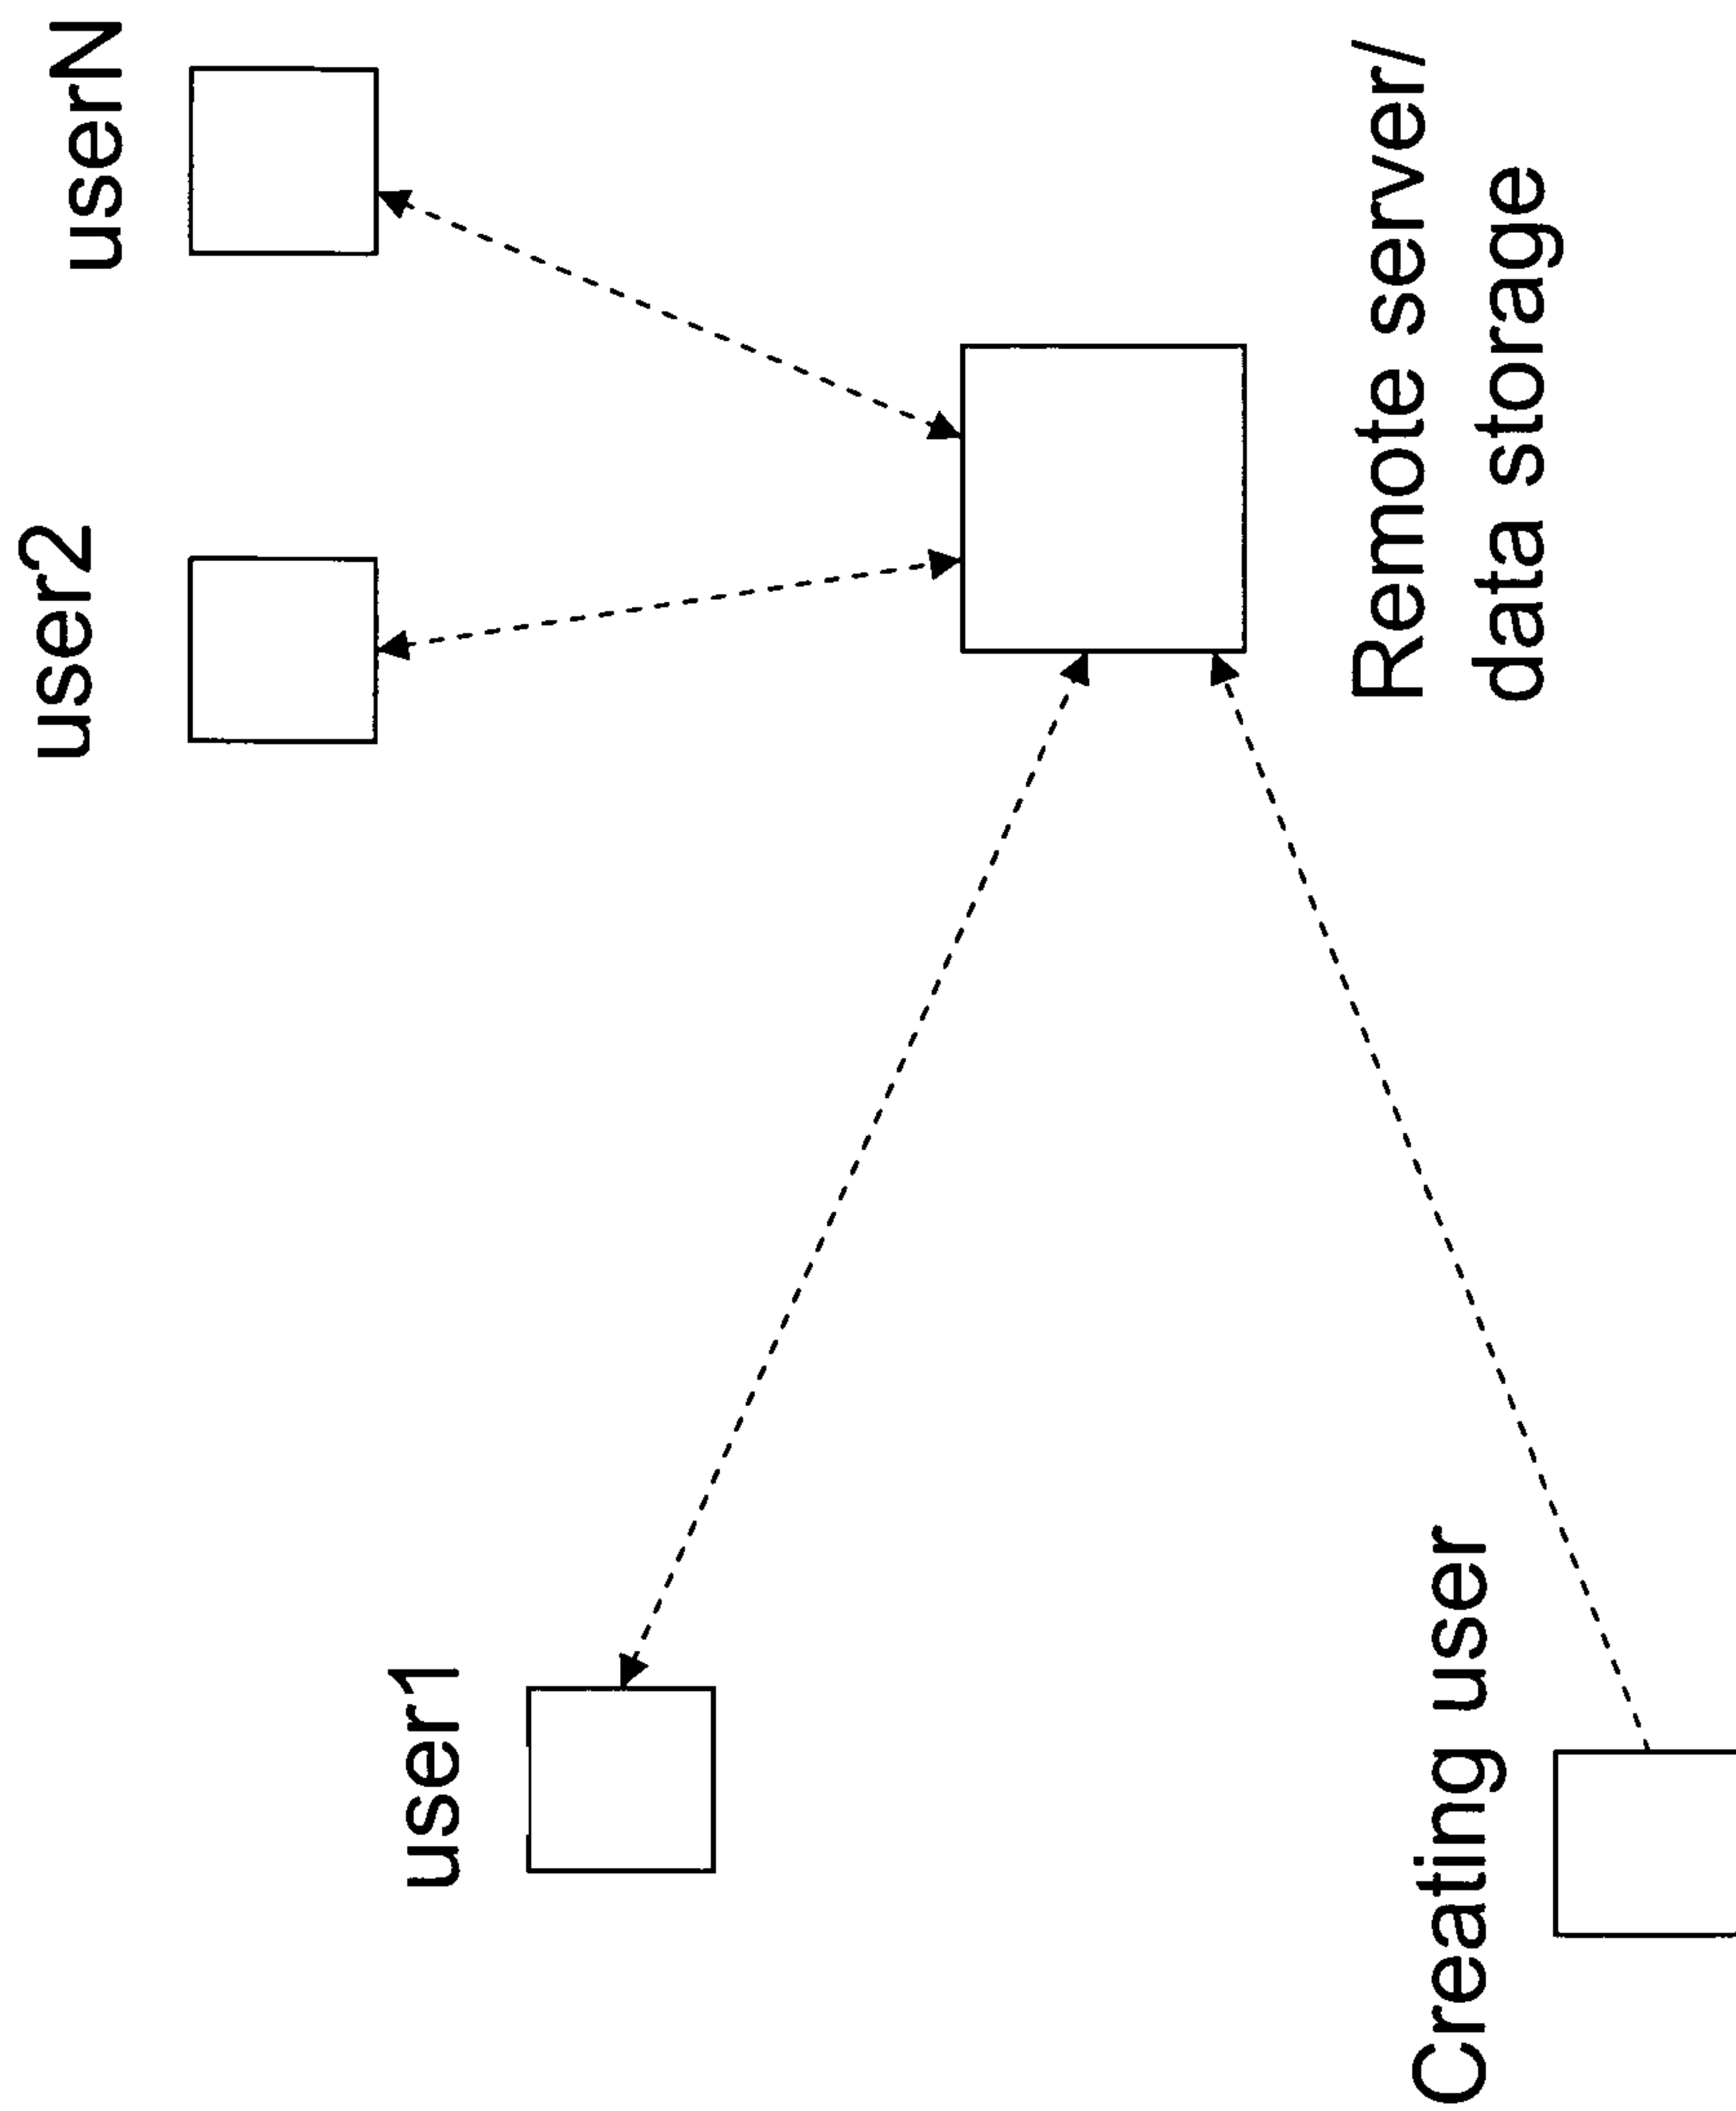 user1
user2
userN
Creating user
Remote server/
data storage